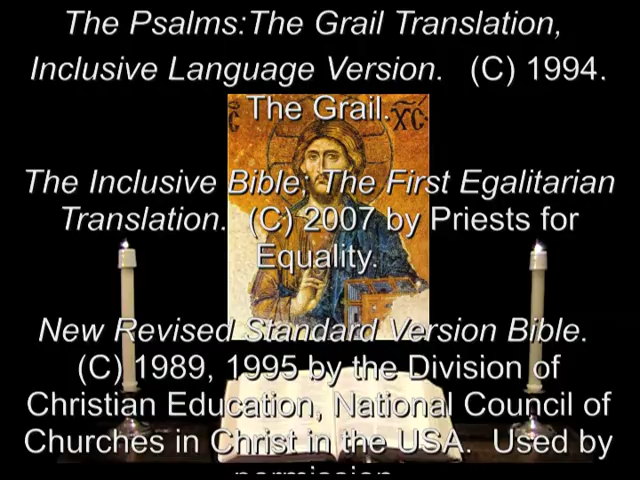 The Psalms:The Grail Translation,
Inclusive Language Version. (C) 1994.
The Grail.
The Inclusive Bible; The First Egalitarian
Translation. (C) 2007 by Priests for
Equality.
New Revised Standard Version Bible.
(C) 1989, 1995 by the Division of
Christian Education, National Council of
Churches in Christ in the USA. Used by